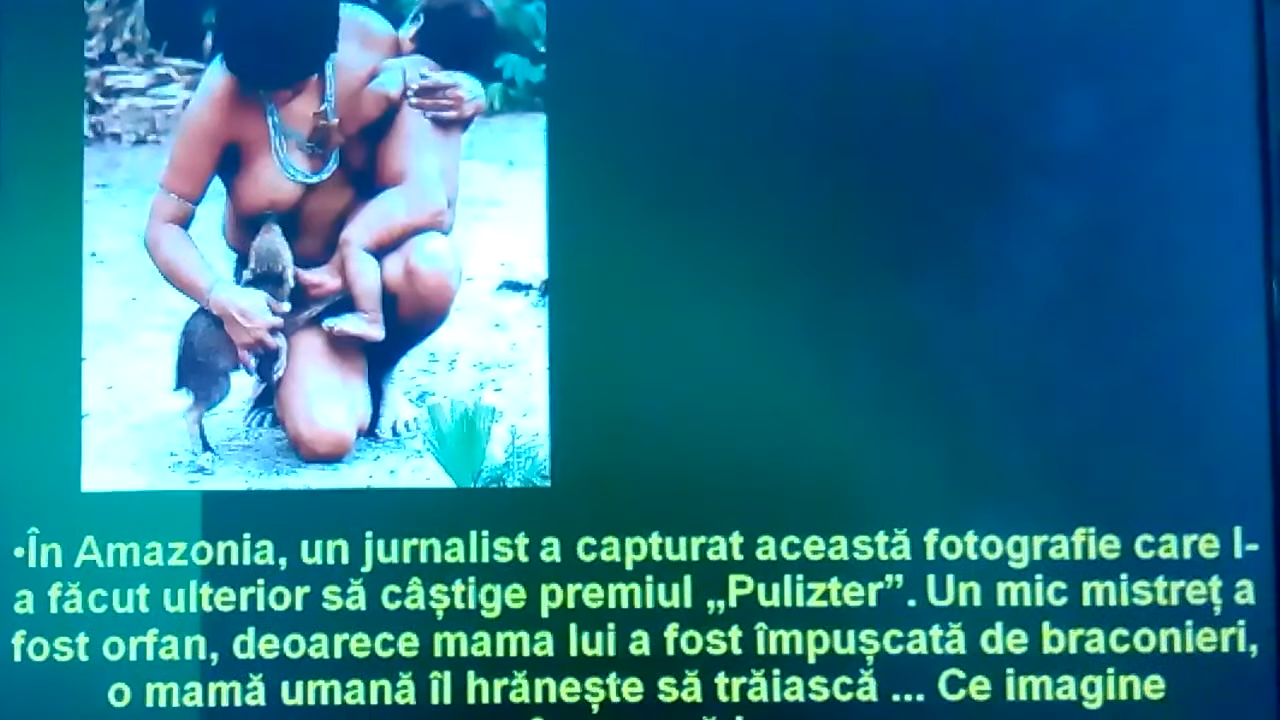 •În Amazonia, un jurnalist a capturat această fotografie care l-
a făcut ulterior să câștige premiul „Pulizter”. Un mic mistreț a
fost orfan, deoarece mama lui a fost împușcată de braconieri,
o mamă umană îl hrănește să trăiască ... Ce imagine